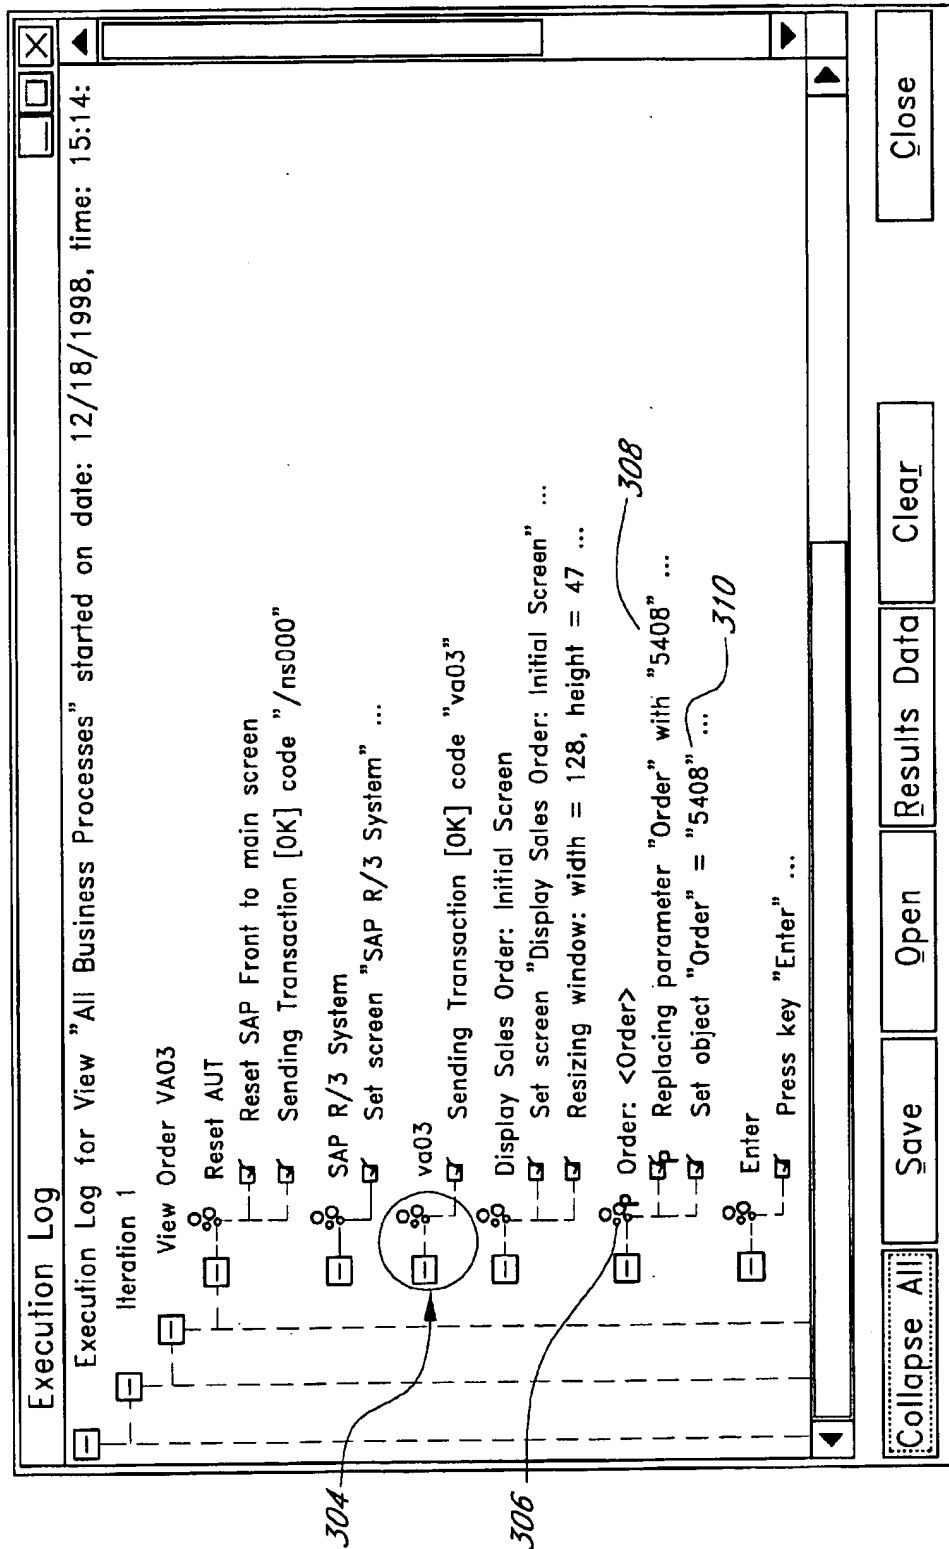 Execution Log
Execution Log for View "All Business Processes" started on date: 12/18/1998, time: 15:14:
Iteration 1
View Order VA03
Reset AUT
Reset SAP Front to main screen
Sending Transaction [OK] code "/ns000"
SAP R/3 System
Set screen "SAP R/3 System" ...
va03
Sending Transaction [OK] code "va03"
Display Sales Order: Initial Screen
Set screen "Display Sales Order: Initial Screen" ...
Resizing window: width = 128, height = 47 ...
P Order: <Order>
P Replacing parameter "Order" with "5408" ...
Set object "Order" = "5408" ...
Enter
Press key "Enter" ...
304
306
308
310
Collapse All Save Open Results Data Clear Close